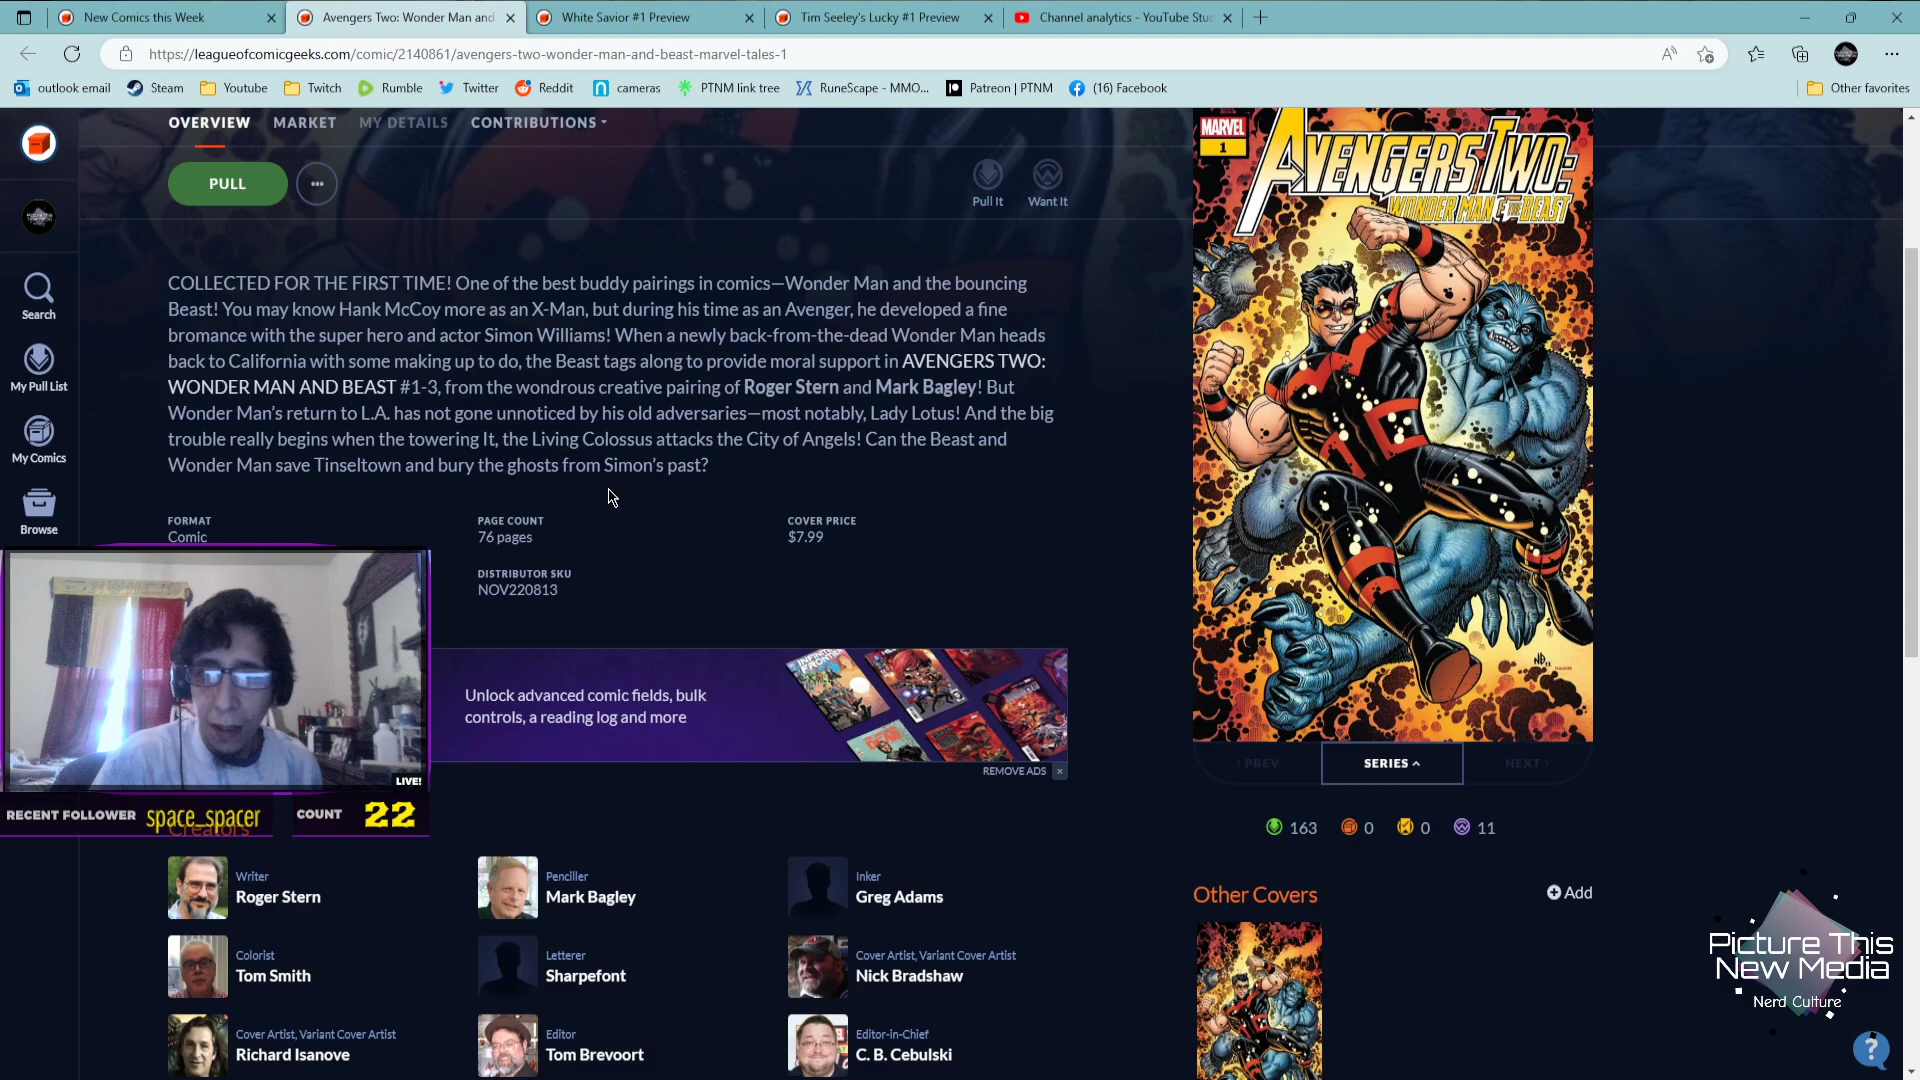 New Comics this Week
Avengers Two: Wonder Man and
White Savior #1 Preview
Tim Seeley's Lucky #1 Preview
Channel analytics - YouTube Stu
https://leagueofcomicgeeks.com/comic/2140861/avengers-two-wonder-man-and-beast-marvel-tales-1
outlook email
Steam
Youtube
Twitch
Rumble
Twitter
Reddit
cameras
PTNM link tree
RuneScape - MMO...
Patreon | PTNM
(16) Facebook
Other favorites
OVERVIEW
MARKET
MY DETAILS
CONTRIBUTIONS
PULL
Pull It
Want It
Search
My Pull List
My Comics
Browse
COLLECTED FOR THE FIRST TIME! One of the best buddy pairings in comics—Wonder Man and the bouncing
Beast! You may know Hank McCoy more as an X-Man, but during his time as an Avenger, he developed a fine
bromance with the super hero and actor Simon Williams! When a newly back-from-the-dead Wonder Man heads
back to California with some making up to do, the Beast tags along to provide moral support in AVENGERS TWO:
WONDER MAN AND BEAST #1-3, from the wondrous creative pairing of Roger Stern and Mark Bagley! But
Wonder Man's return to L.A. has not gone unnoticed by his old adversaries—most notably, Lady Lotus! And the big
trouble really begins when the towering It, the Living Colossus attacks the City of Angels! Can the Beast and
Wonder Man save Tinseltown and bury the ghosts from Simon's past?
FORMAT
Comic
PAGE COUNT
76 pages
COVER PRICE
$7.99
DISTRIBUTOR SKU
NOV220813
Unlock advanced comic fields, bulk
controls, a reading log and more
INFINITE FRONTIER
REMOVE ADS
LIVE!
RECENT FOLLOWER
space_spacer
COUNT
22
Creators
Writer
Roger Stern
Penciller
Mark Bagley
Inker
Greg Adams
Colorist
Tom Smith
Letterer
Sharpefont
Cover Artist, Variant Cover Artist
Nick Bradshaw
Cover Artist, Variant Cover Artist
Richard Isanove
Editor
Tom Brevoort
Editor-in-Chief
C. B. Cebulski
MARVEL
1
AVENGERS TWO:
WONDER MAN & THE BEAST
PREV
SERIES
NEXT
163
0
0
11
Other Covers
Add
Picture This
New Media
Nerd Culture
?